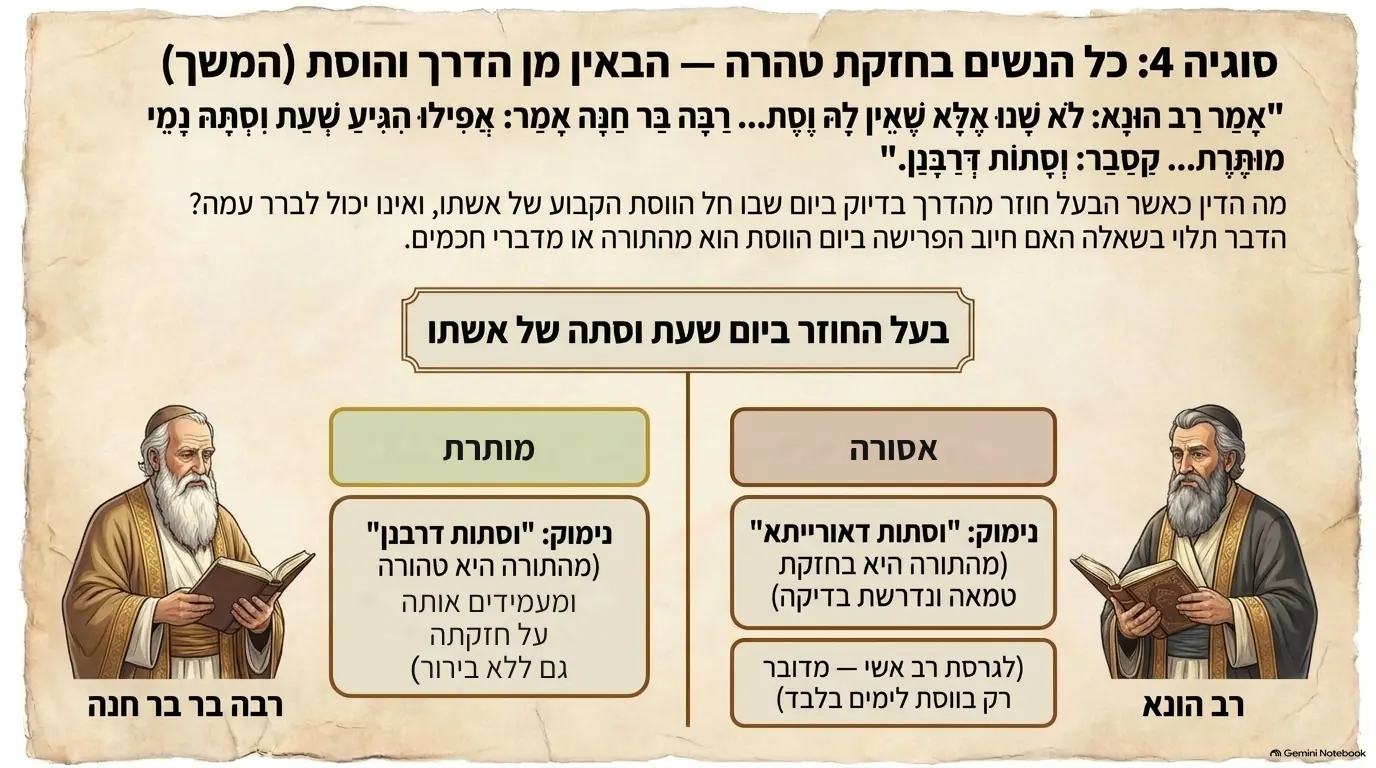 סוגיה 4: כל הנשים בחזקת טהרה — הבאין מן הדרך והוסת (המשך)
"אָמַר רַב הוּנָא: לֹא שָׁנוּ אֶלָּא שֶׁאֵין לָהּ וֶסֶת... רַבָּה בַּר חַנָּה אָמַר: אֲפִילּוּ הִגִּיעַ שְׁעַת וִסְתָּהּ נָמֵי
מוּתֶּרֶת... קַסַבַר: וְסָתוֹת דְּרַבָּנַן."
מה הדין כאשר הבעל חוזר מהדרך בדיוק ביום שבו חל הווסת הקבוע של אשתו, ואינו יכול לברר עמה?
הדבר תלוי בשאלה האם חיוב הפרישה ביום הווסת הוא מהתורה או מדברי חכמים.
בעל החוזר ביום שעת וסתה של אשתו
אסורה
נימוק: "וסתות דאורייתא"
(מהתורה היא בחזקת
טמאה ונדרשת בדיקה)
(לגרסת רב אשי — מדובר
רק בווסת לימים בלבד)
רב הונא
מותרת
נימוק: "וסתות דרבנן"
(מהתורה היא טהורה
ומעמידים אותה
על חזקתה
גם ללא בירור)
רבה בר בר חנה
Gemini Notebook